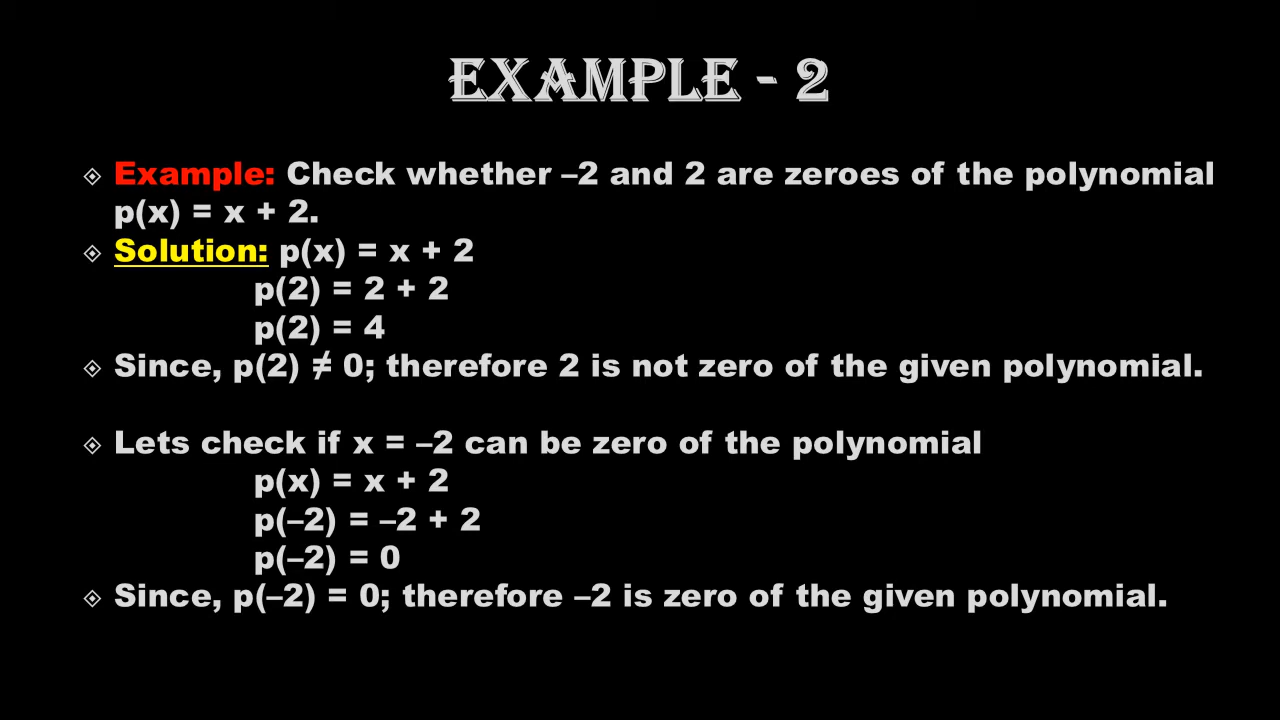 EXAMPLE - 2
Example: Check whether –2 and 2 are zeroes of the polynomial
p(x) = x + 2.
Solution: p(x) = x + 2
p(2) = 2 + 2
p(2) = 4
Since, p(2) ≠ 0; therefore 2 is not zero of the given polynomial.
Lets check if x = –2 can be zero of the polynomial
p(x) = x + 2
p(–2) = –2 + 2
p(–2) = 0
Since, p(–2) = 0; therefore –2 is zero of the given polynomial.